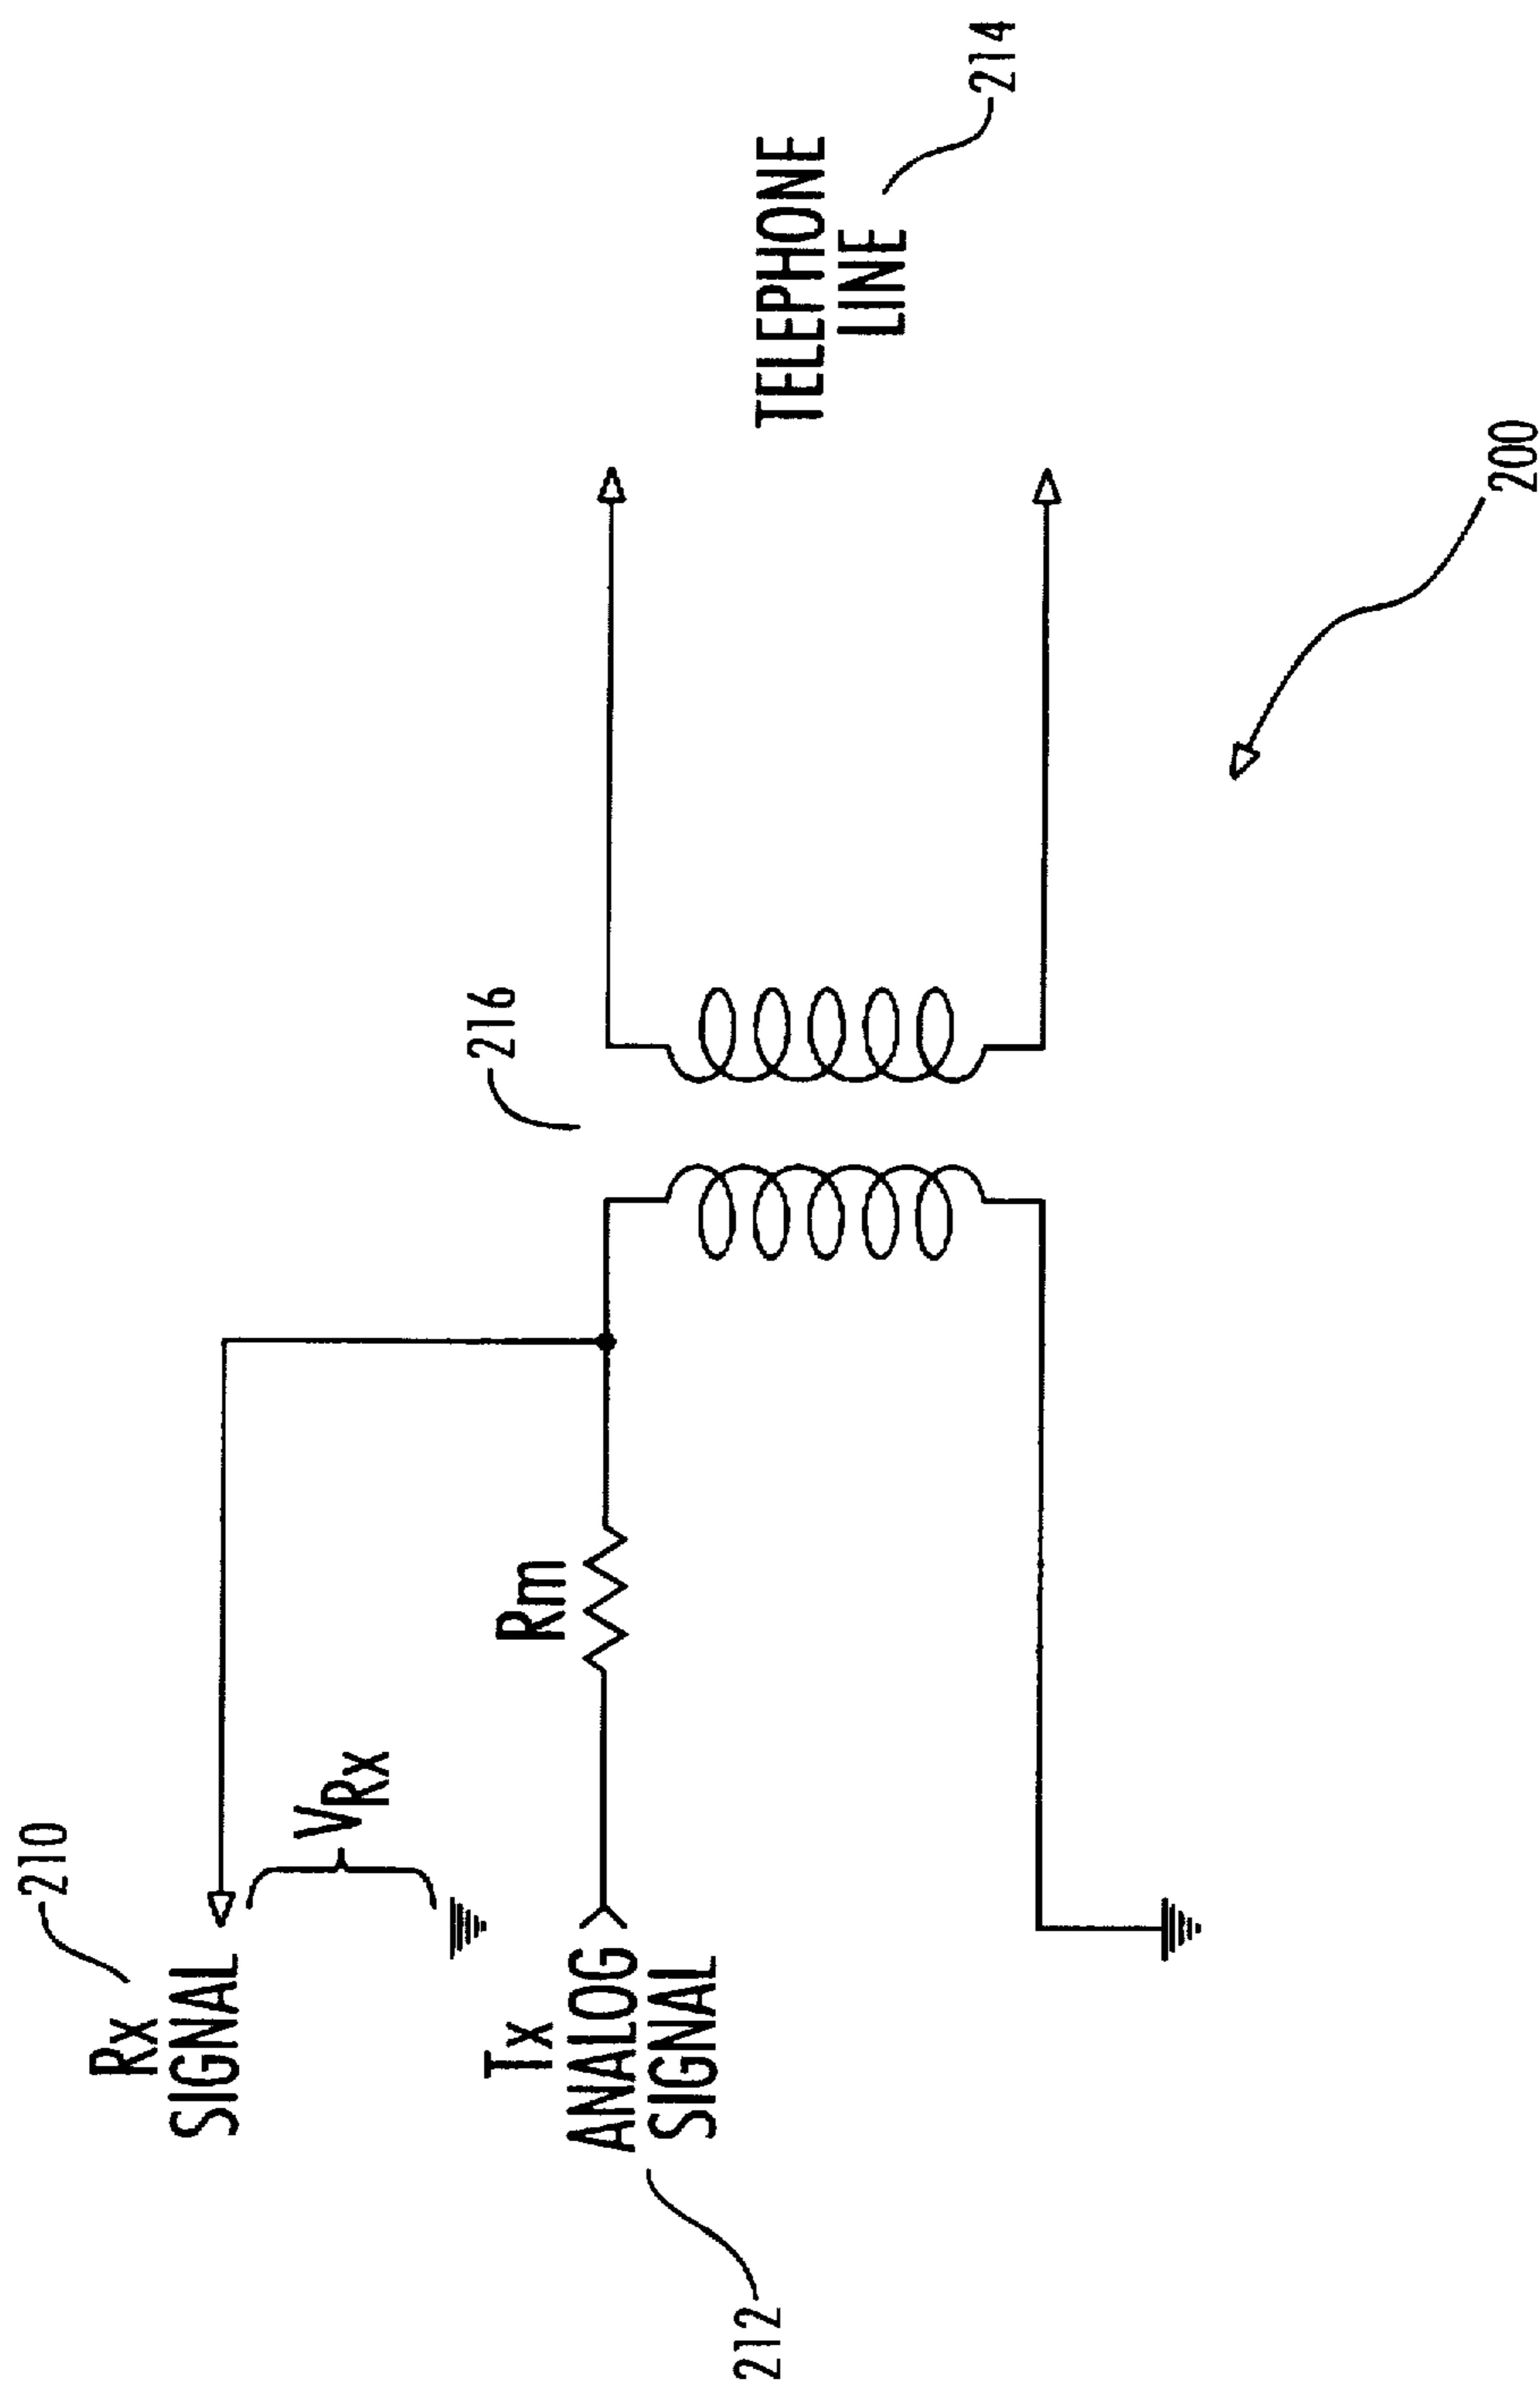 210
Rx
SIGNAL
VRx
Tx
ANALOG
SIGNAL
212
Rm
216
TELEPHONE
LINE
214
200